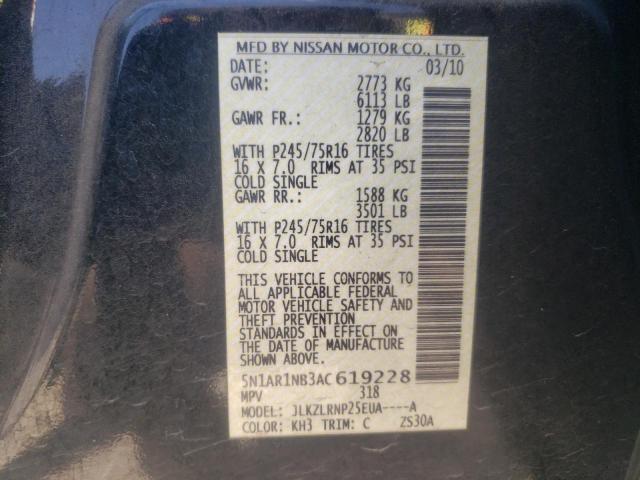 MFD BY NISSAN MOTOR CO., LTD.
DATE: 03/10
GVWR: 2773 KG
6113 LB
GAWR FR.: 1279 KG
2820 LB
WITH P245/75R16 TIRES
16 X 7.0 RIMS AT 35 PSI
COLD SINGLE
GAWR RR.: 1588 KG
3501 LB
WITH P245/75R16 TIRES
16 X 7.0 RIMS AT 35 PSI
COLD SINGLE
THIS VEHICLE CONFORMS TO
ALL APPLICABLE FEDERAL
MOTOR VEHICLE SAFETY AND
THEFT PREVENTION
STANDARDS IN EFFECT ON
THE DATE OF MANUFACTURE
SHOWN ABOVE.
5N1AR1NB3AC619228
MPV 318
MODEL: JLKZLRNP25EUA----A
COLOR: KH3 TRIM: C ZS30A